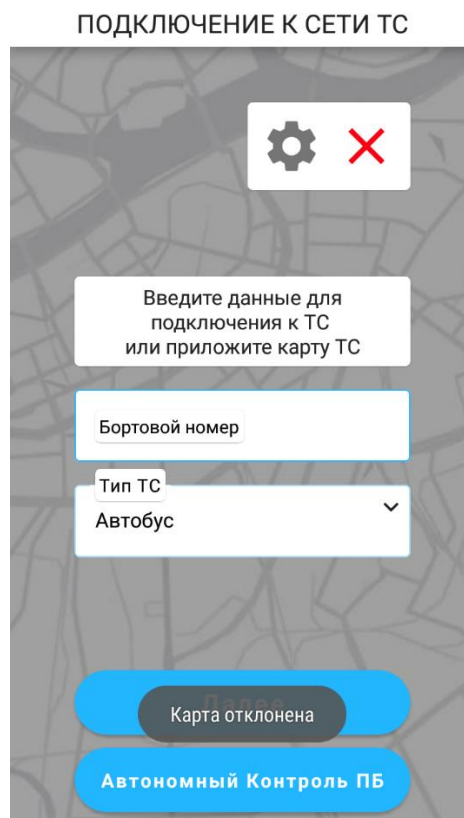 ПОДКЛЮЧЕНИЕ К СЕТИ ТС
Введите данные для
подключения к ТС
или приложите карту ТС
Бортовой номер
Тип ТС
Автобус
Далее
Карта отклонена
Автономный Контроль ПБ